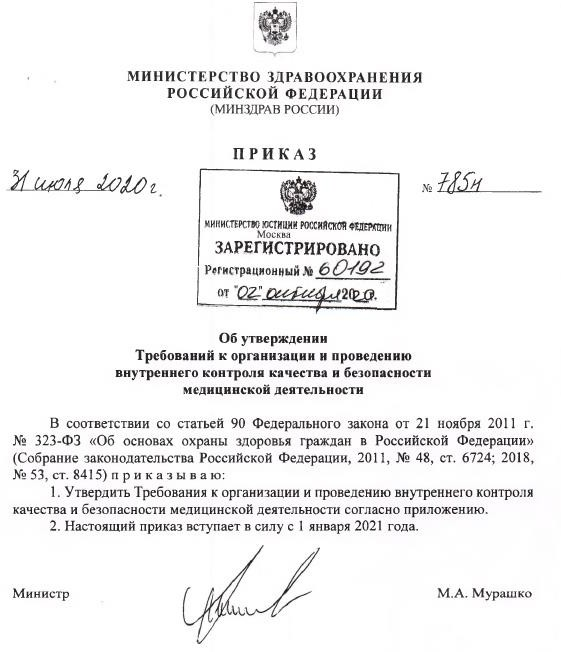 МИНИСТЕРСТВО ЗДРАВООХРАНЕНИЯ
РОССИЙСКОЙ ФЕДЕРАЦИИ
(МИНЗДРАВ РОССИИ)
ПРИКАЗ
31 июля 2020 г.
№ 785н
МИНИСТЕРСТВО ЮСТИЦИИ РОССИЙСКОЙ ФЕДЕРАЦИИ
Москва
ЗАРЕГИСТРИРОВАНО
Регистрационный № 60192
от "02" октября 2020.
Об утверждении
Требований к организации и проведению
внутреннего контроля качества и безопасности
медицинской деятельности
В соответствии со статьей 90 Федерального закона от 21 ноября 2011 г.
№ 323-ФЗ «Об основах охраны здоровья граждан в Российской Федерации»
(Собрание законодательства Российской Федерации, 2011, № 48, ст. 6724; 2018,
№ 53, ст. 8415) п р и к а з ы в а ю:
1. Утвердить Требования к организации и проведению внутреннего контроля
качества и безопасности медицинской деятельности согласно приложению.
2. Настоящий приказ вступает в силу с 1 января 2021 года.
Министр
М.А. Мурашко